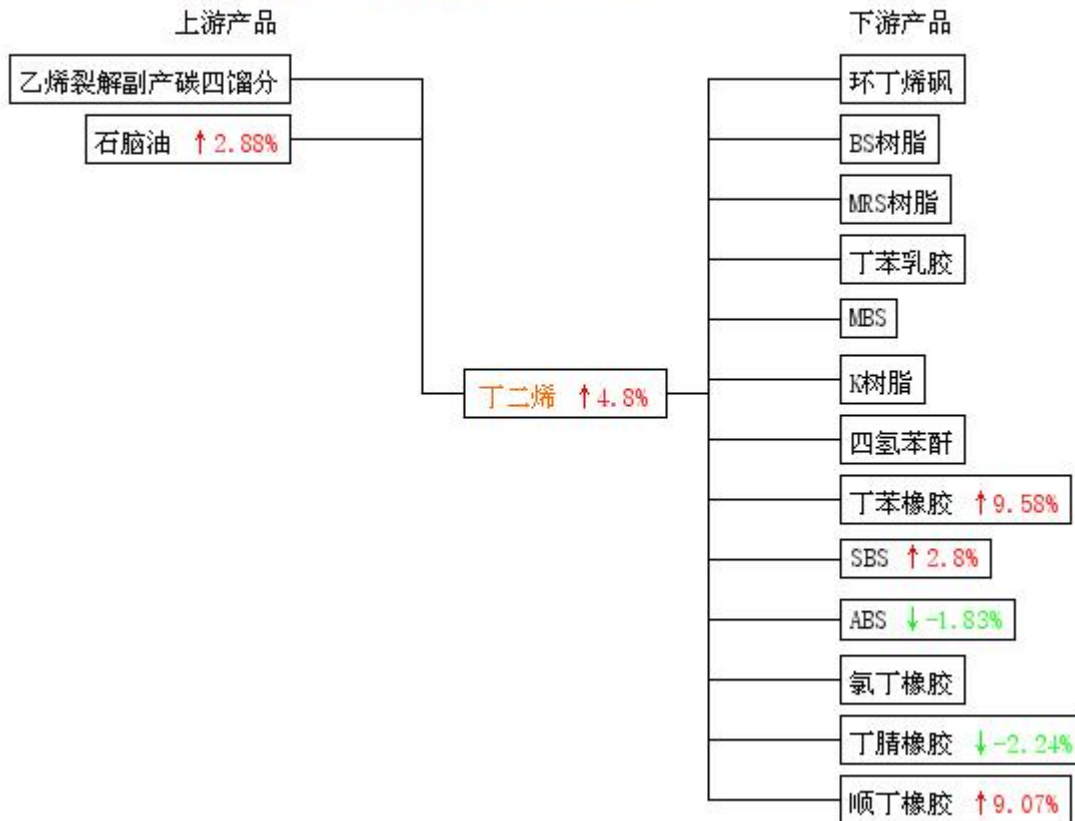 上游产品
乙烯裂解副产碳四馏分
石脑油 ↑2.88%
丁二烯 ↑4.8%
下游产品
环丁烯砜
BS树脂
MRS树脂
丁苯乳胶
MBS
K树脂
四氢苯酐
丁苯橡胶 ↑9.58%
SBS ↑2.8%
ABS ↓-1.83%
氯丁橡胶
丁腈橡胶 ↓-2.24%
顺丁橡胶 ↑9.07%